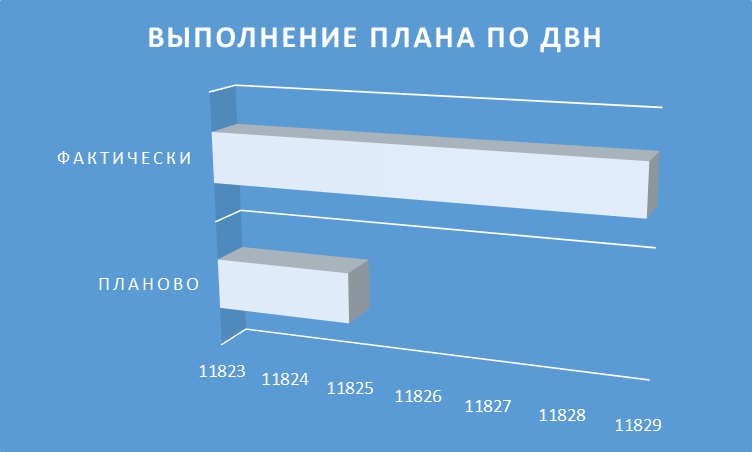 ВЫПОЛНЕНИЕ ПЛАНА ПО ДВН
ФАКТИЧЕСКИ
ПЛАНОВО
11823 11824 11825 11826 11827 11828 11829